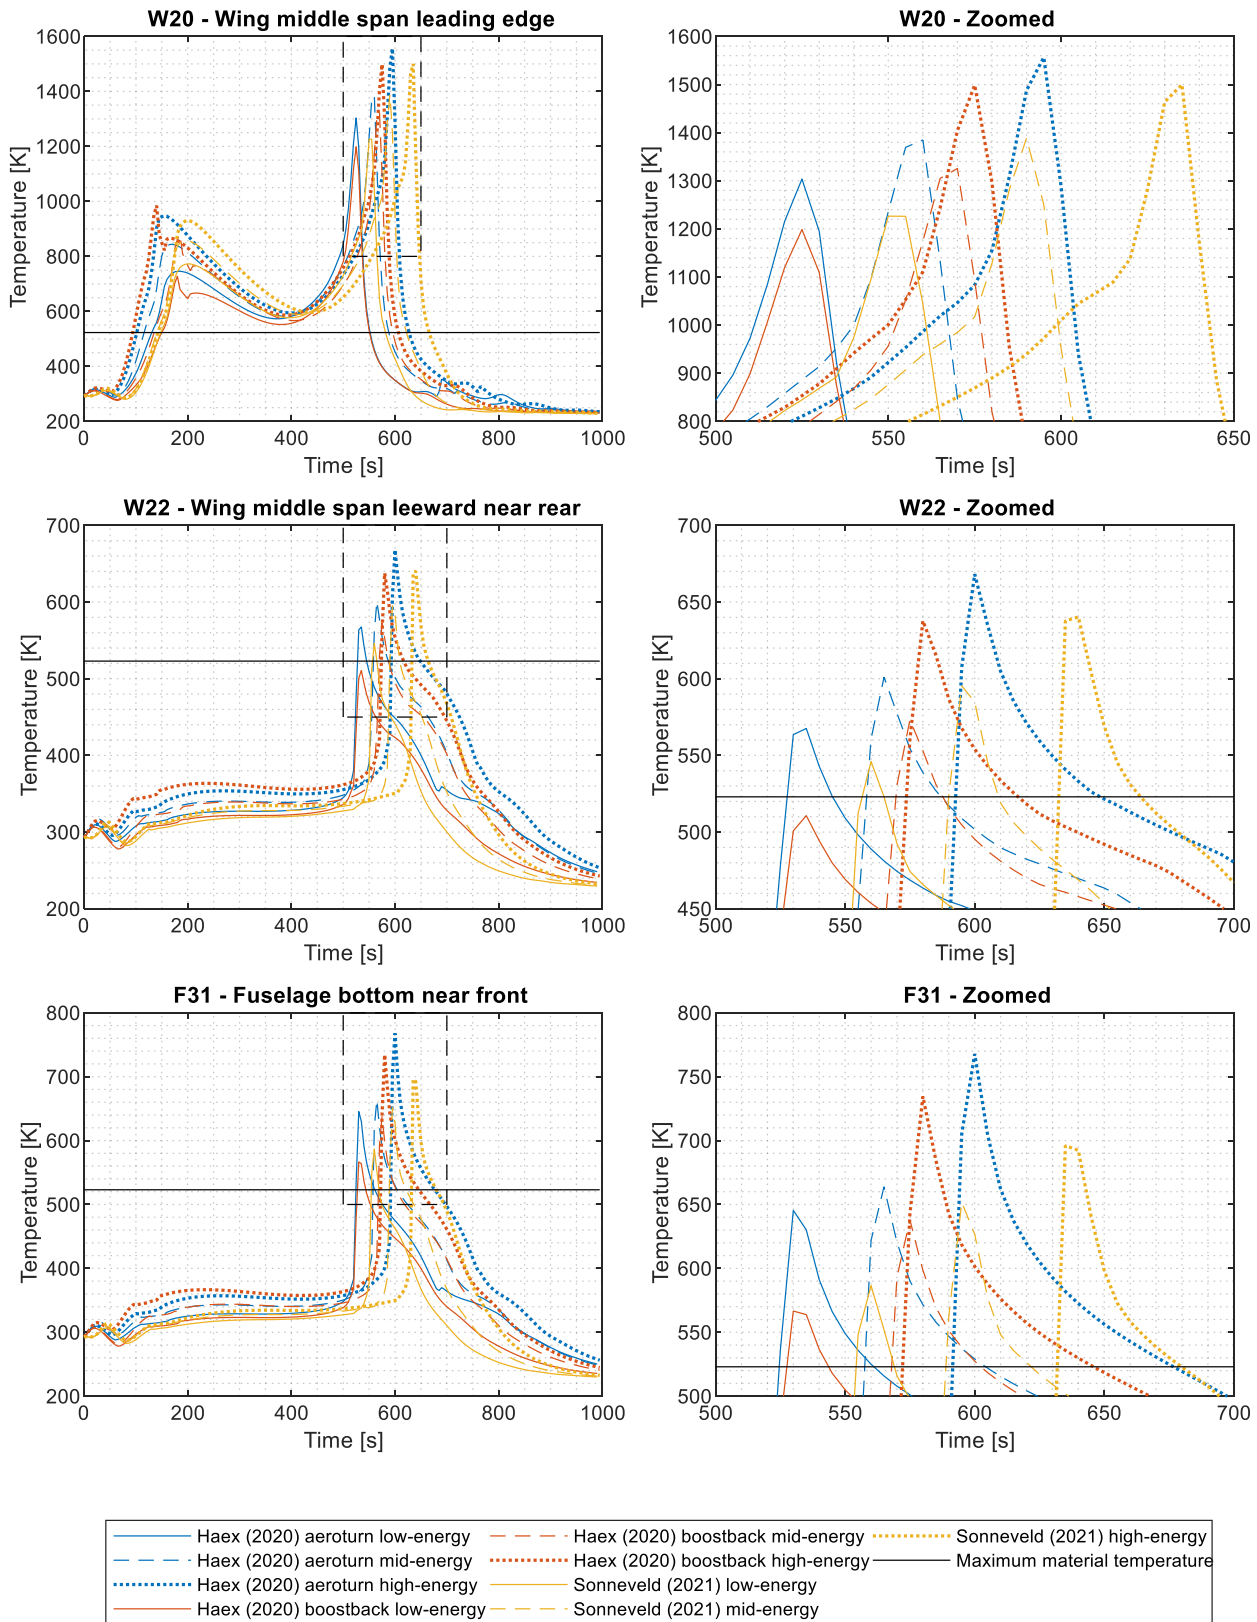 W20 - Wing middle span leading edge
1600
1400
1200
1000
800
600
400
200
Temperature [K]
0 200 400 600 800 1000
Time [s]
W20 - Zoomed
1600
1500
1400
1300
1200
1100
1000
900
800
Temperature [K]
500 550 600 650
Time [s]
W22 - Wing middle span leeward near rear
700
600
500
400
300
200
Temperature [K]
0 200 400 600 800 1000
Time [s]
W22 - Zoomed
700
650
600
550
500
450
Temperature [K]
500 550 600 650 700
Time [s]
F31 - Fuselage bottom near front
800
700
600
500
400
300
200
Temperature [K]
0 200 400 600 800 1000
Time [s]
F31 - Zoomed
800
750
700
650
600
550
500
Temperature [K]
500 550 600 650 700
Time [s]
Haex (2020) aeroturn low-energy
Haex (2020) aeroturn mid-energy
Haex (2020) aeroturn high-energy
Haex (2020) boostback low-energy
Haex (2020) boostback mid-energy
Haex (2020) boostback high-energy
Sonneveld (2021) low-energy
Sonneveld (2021) mid-energy
Sonneveld (2021) high-energy
Maximum material temperature